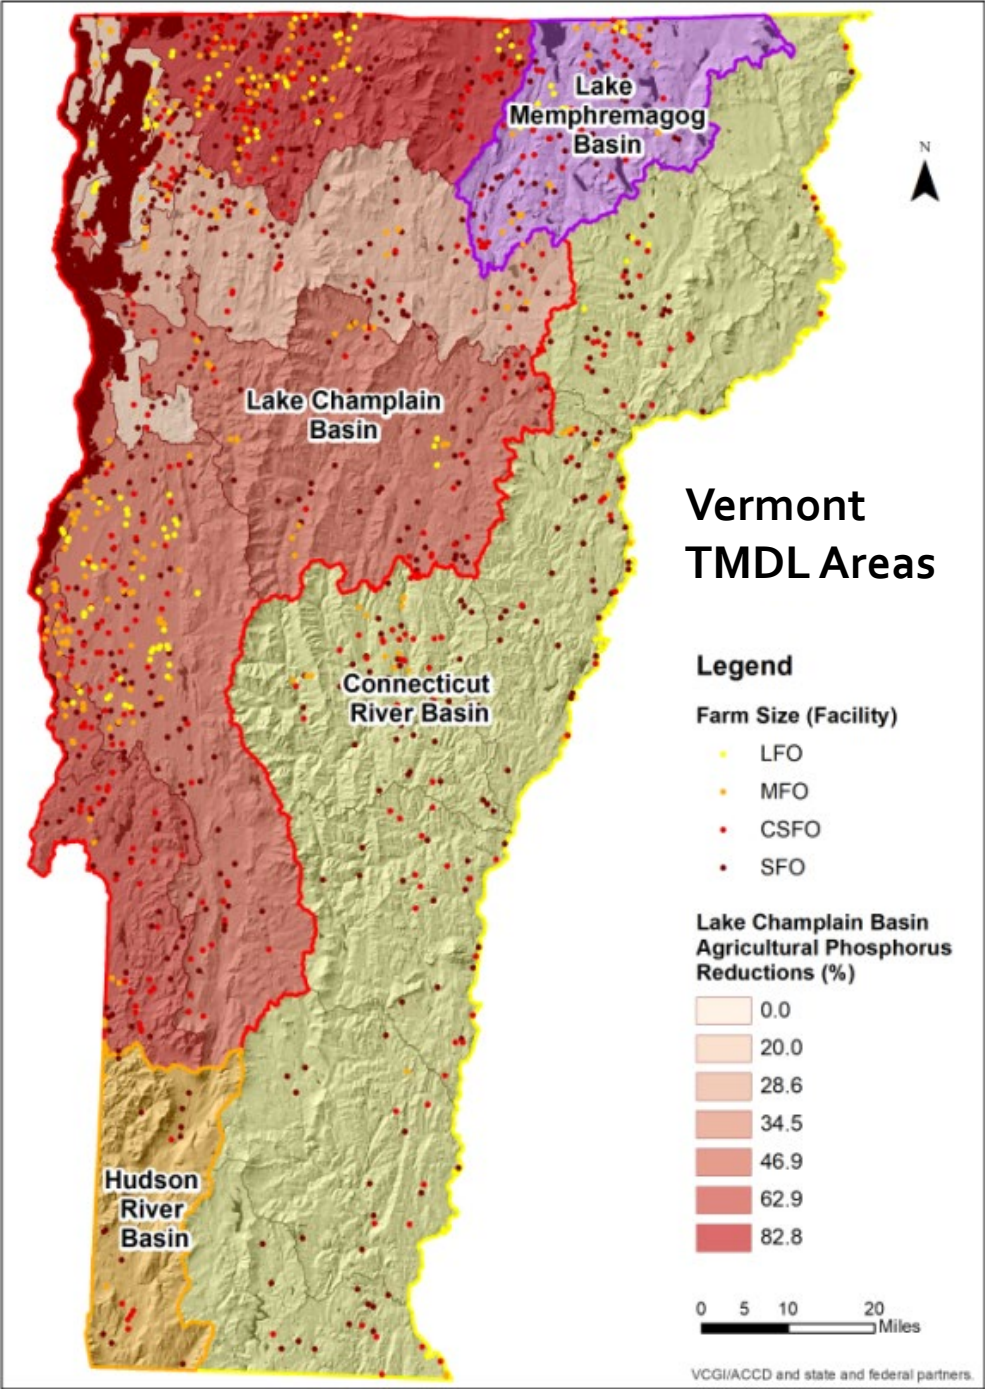 Lake
Memphremagog
Basin
N
Lake Champlain
Basin
Vermont
TMDL Areas
Connecticut
River Basin
Legend
Farm Size (Facility)
LFO
MFO
CSFO
SFO
Lake Champlain Basin
Agricultural Phosphorus
Reductions (%)
0.0
20.0
28.6
34.5
46.9
62.9
82.8
Hudson
River
Basin
0 5 10 20
Miles
VCGI/ACCD and state and federal partners.